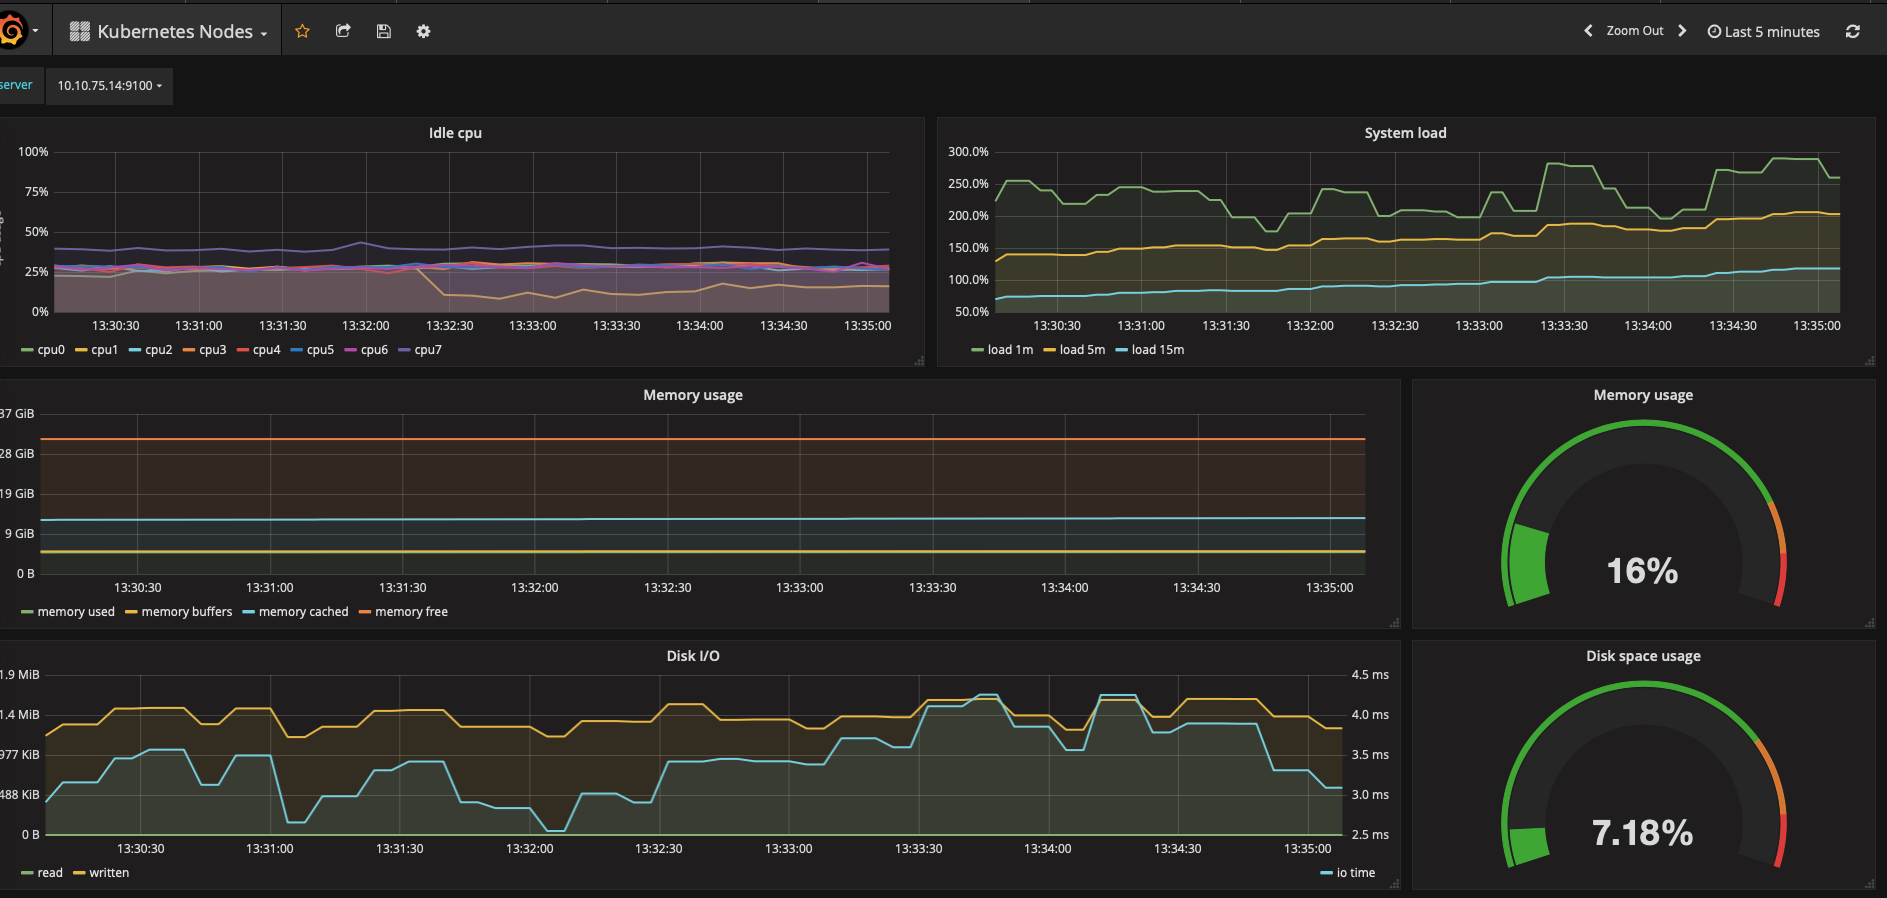 Kubernetes Nodes
Zoom Out
Last 5 minutes
server
10.10.75.14:9100
Idle cpu
100%
75%
50%
25%
0%
13:30:30 13:31:00 13:31:30 13:32:00 13:32:30 13:33:00 13:33:30 13:34:00 13:34:30 13:35:00
cpu0 cpu1 cpu2 cpu3 cpu4 cpu5 cpu6 cpu7
System load
300.0%
250.0%
200.0%
150.0%
100.0%
50.0%
13:30:30 13:31:00 13:31:30 13:32:00 13:32:30 13:33:00 13:33:30 13:34:00 13:34:30 13:35:00
load 1m load 5m load 15m
Memory usage
37 GiB
28 GiB
19 GiB
9 GiB
0 B
13:30:30 13:31:00 13:31:30 13:32:00 13:32:30 13:33:00 13:33:30 13:34:00 13:34:30 13:35:00
memory used memory buffers memory cached memory free
Memory usage
16%
Disk I/O
1.9 MiB
1.4 MiB
977 KiB
488 KiB
0 B
4.5 ms
4.0 ms
3.5 ms
3.0 ms
2.5 ms
13:30:30 13:31:00 13:31:30 13:32:00 13:32:30 13:33:00 13:33:30 13:34:00 13:34:30 13:35:00
read written
io time
Disk space usage
7.18%